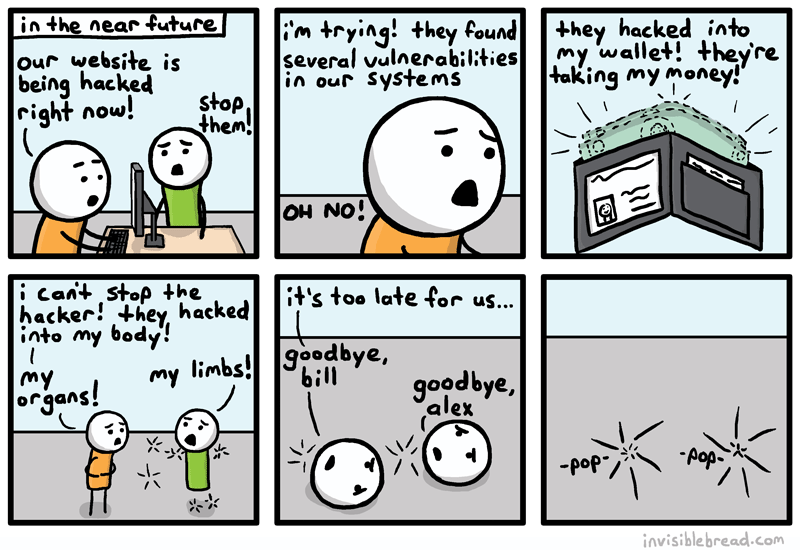 in the near future
our website is
being hacked
right now!
stop
them!
i'm trying! they found
several vulnerabilities
in our systems
OH NO!
they hacked into
my wallet! they're
taking my money!
i can't stop the
hacker! they hacked
into my body!
my
organs!
my limbs!
it's too late for us...
goodbye,
bill
goodbye,
alex
-pop-
-pop-
invisiblebread.com